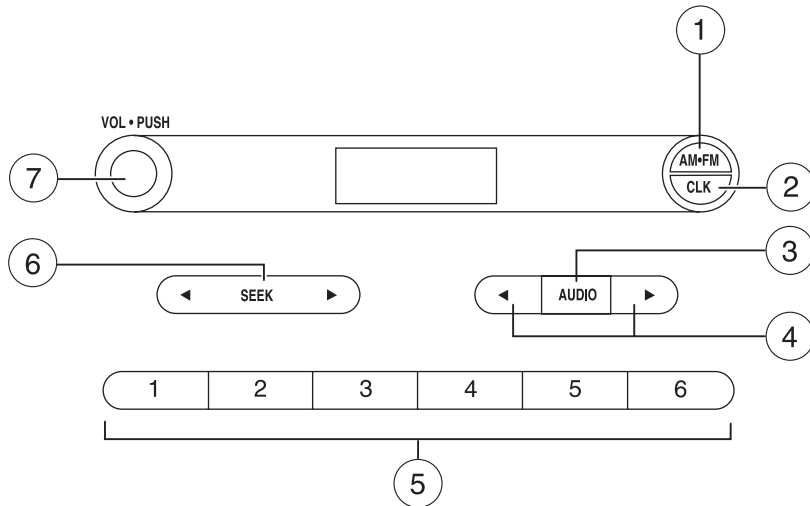 1
VOL • PUSH
AM•FM
7
CLK
2
6
3
◄ SEEK ►
◄ AUDIO ►
4
1 2 3 4 5 6
5